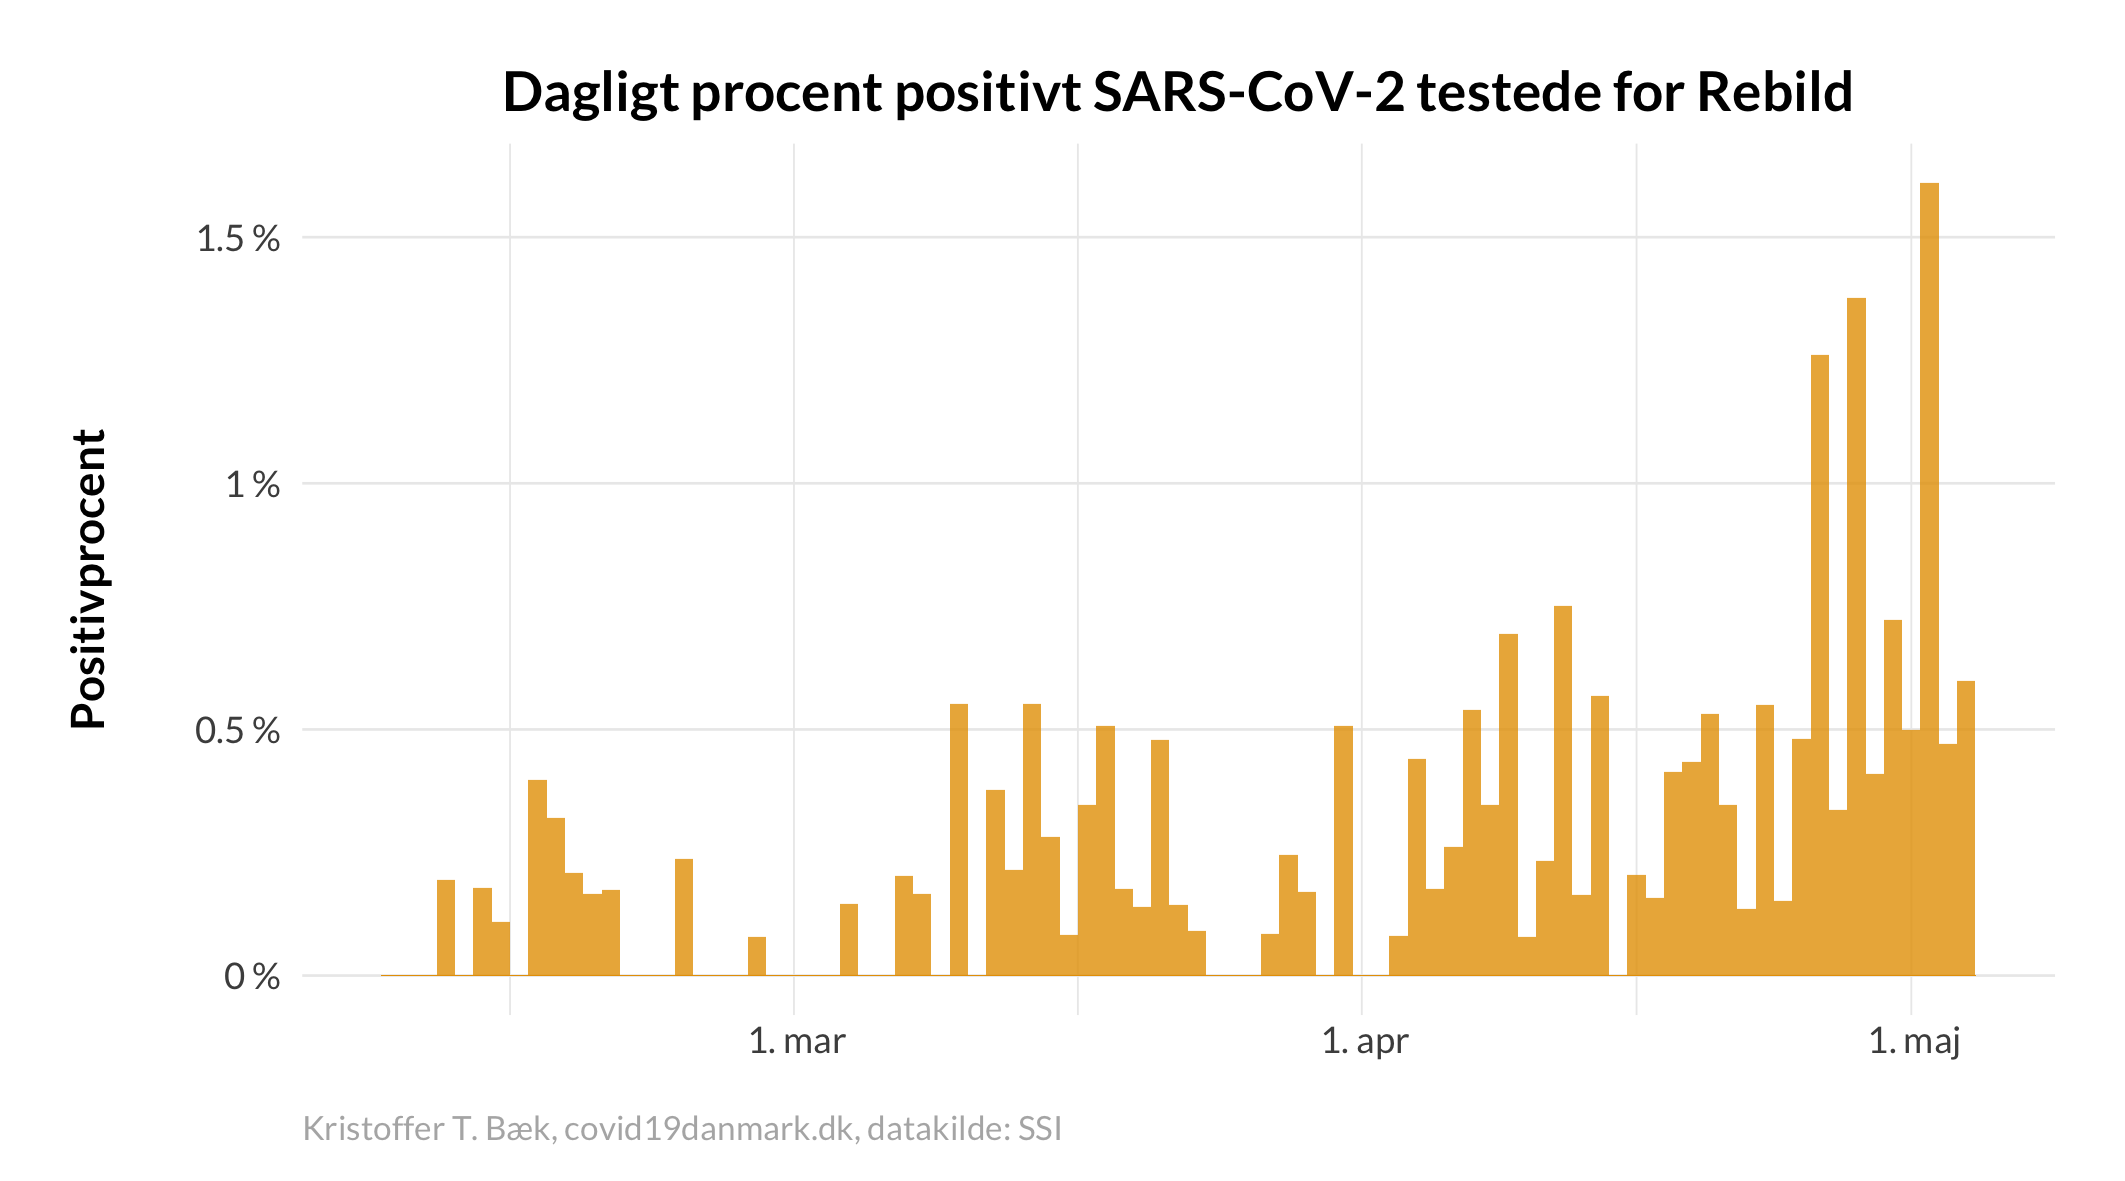 Dagligt procent positivt SARS-CoV-2 testede for Rebild
Positivprocent
1.5 %
1 %
0.5 %
0 %
1. mar
1. apr
1. maj
Kristoffer T. Bæk, covid19danmark.dk, datakilde: SSI